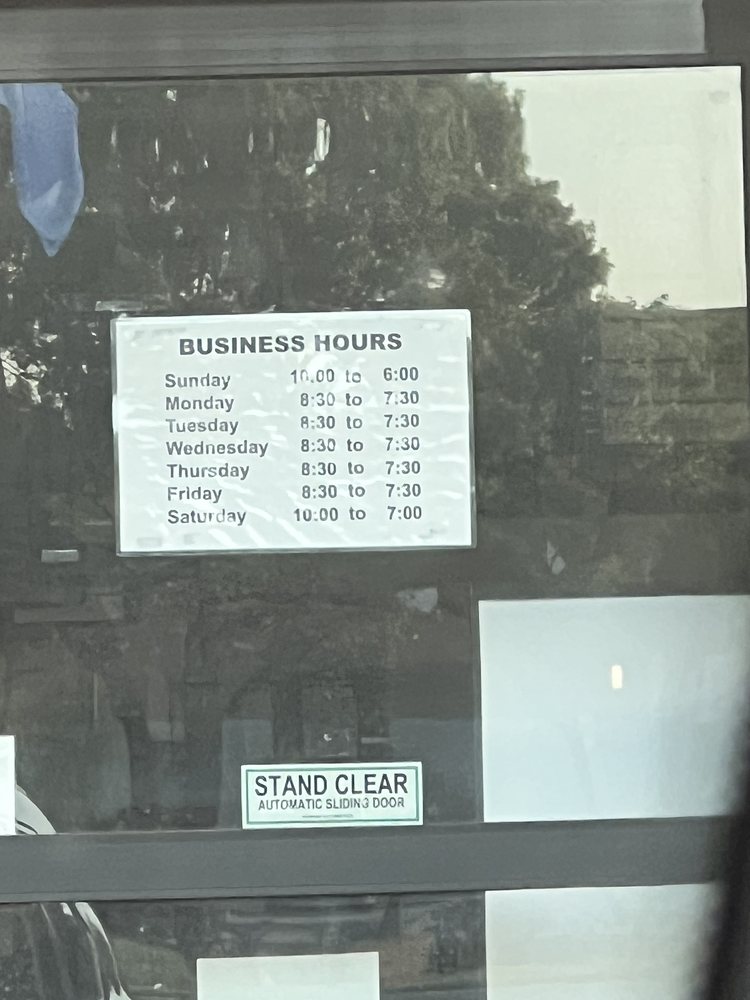 BUSINESS HOURS
Sunday 10.00 to 6:00
Monday 8:30 to 7:30
Tuesday 8:30 to 7:30
Wednesday 8:30 to 7:30
Thursday 8:30 to 7:30
Friday 8:30 to 7:30
Saturday 10:00 to 7:00
STAND CLEAR
AUTOMATIC SLIDING DOOR